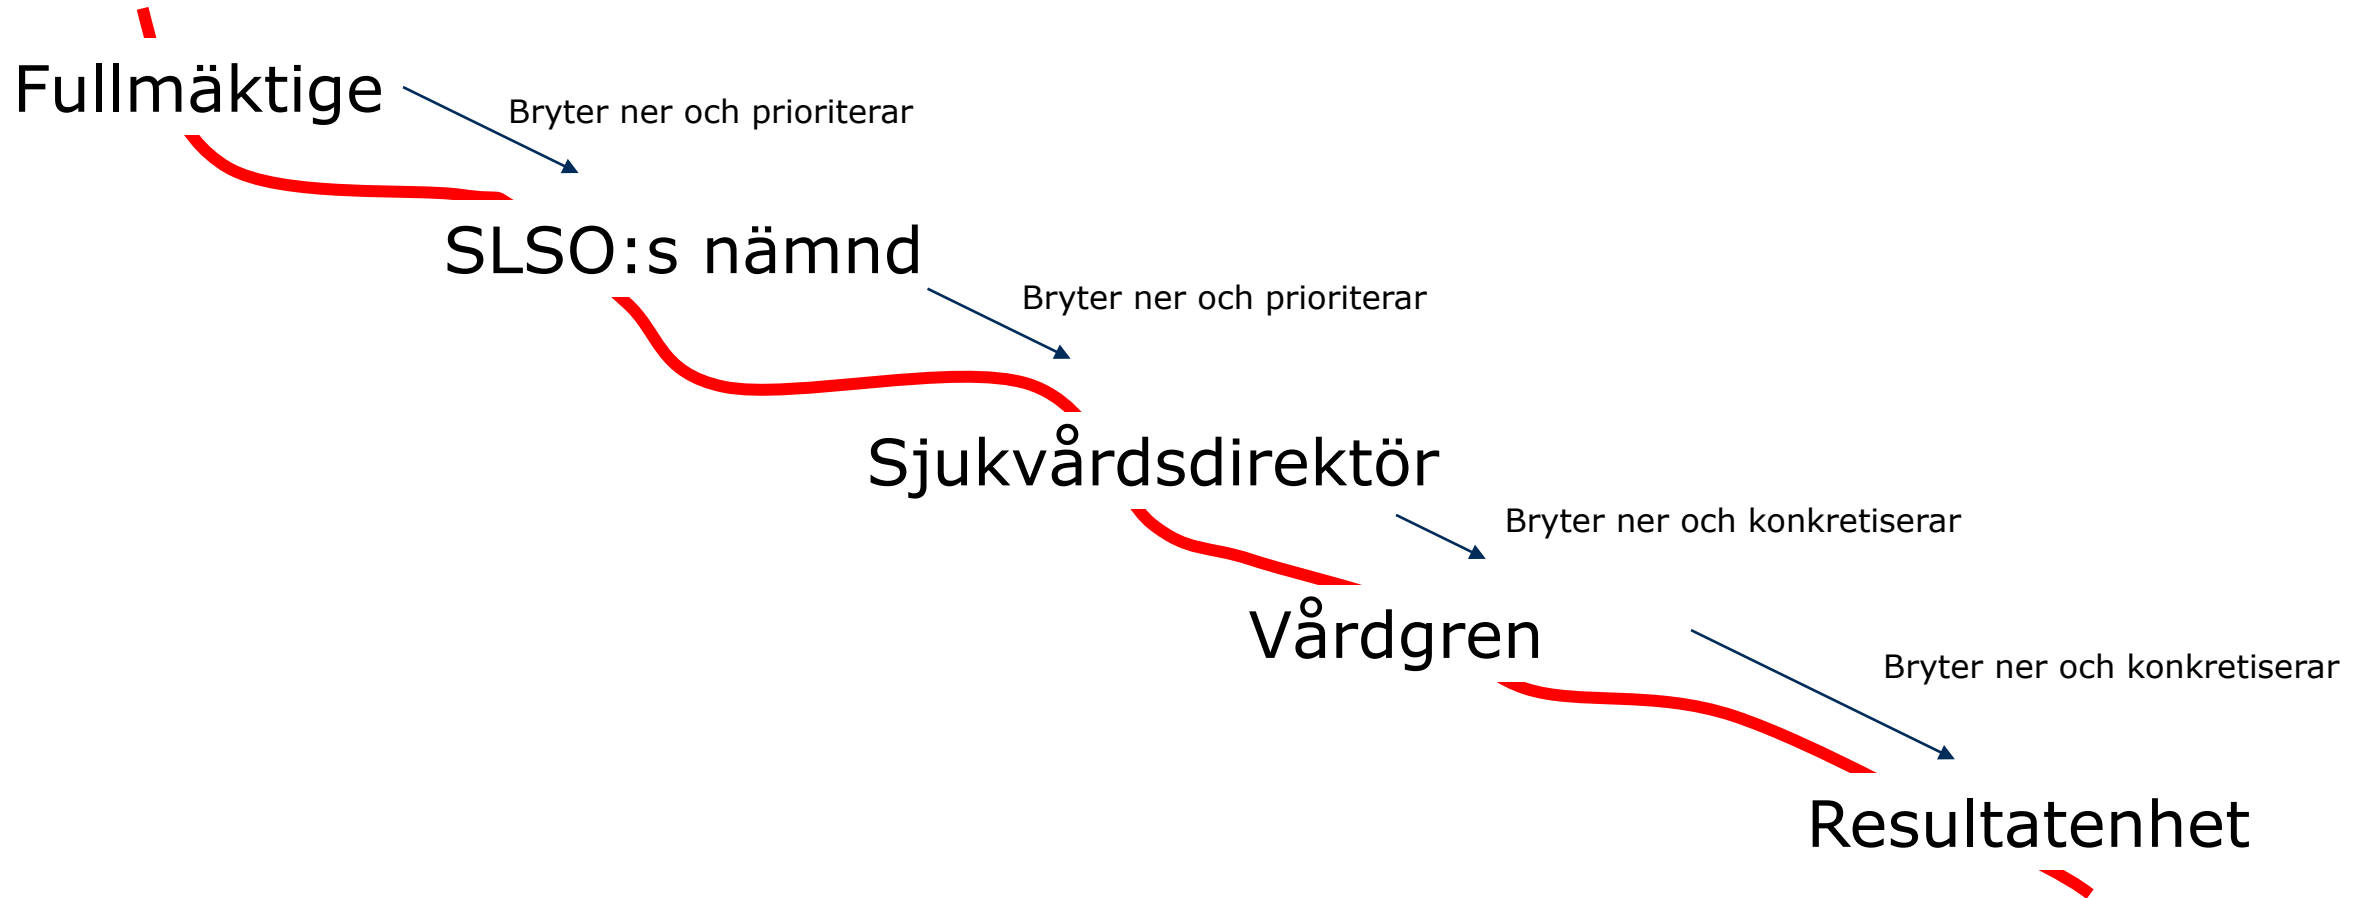 Fullmäktige
Bryter ner och prioriterar
SLSO:s nämnd
Bryter ner och prioriterar
Sjukvårdsdirektör
Bryter ner och konkretiserar
Vårdgren
Bryter ner och konkretiserar
Resultatenhet